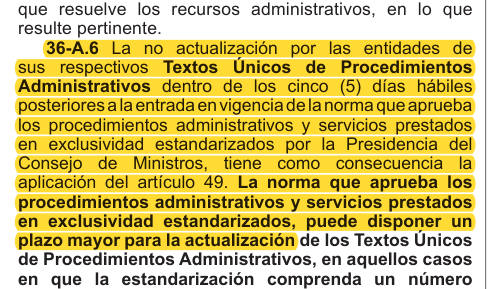 que resuelve los recursos administrativos, en lo que
resulte pertinente.
36-A.6 La no actualización por las entidades de
sus respectivos Textos Únicos de Procedimientos
Administrativos dentro de los cinco (5) días hábiles
posteriores a la entrada en vigencia de la norma que aprueba
los procedimientos administrativos y servicios prestados
en exclusividad estandarizados por la Presidencia del
Consejo de Ministros, tiene como consecuencia la
aplicación del artículo 49. La norma que aprueba los
procedimientos administrativos y servicios prestados
en exclusividad estandarizados, puede disponer un
plazo mayor para la actualización de los Textos Únicos
de Procedimientos Administrativos, en aquellos casos
en que la estandarización comprenda un número